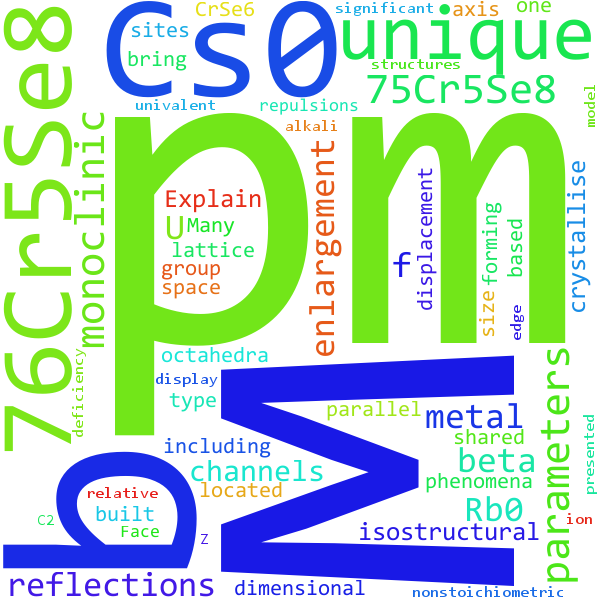 CrSe6
significant
axis
one
Cs0
unique
sites
bring
structures
75Cr5Se8
univalent
repulsions
model
76Cr5Se8
monoclinic
pm
alkali
enlargement
Explain
U
Many
lattice
group
space
displacement
forming
based
crystallise
f
size
edge
octahedra
deficiency
display
type
M
parallel
metal
parameters
shared
including
beta
channels
phenomena
located
presented
b
relative
built
Rb0
ion
C2
Face
Z
isostructural
reflections
dimensional
nonstoichiometric